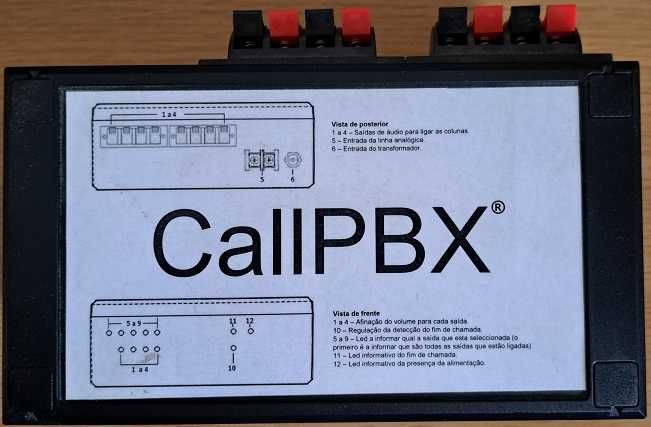 1 a 4
5
6
Vista de posterior
1 a 4 – Saídas de áudio para ligar as colunas.
5 – Entrada da linha analógica.
6 – Entrada do transformador.
CallPBX®
5 a 9
11
12
1 a 4
10
Vista de frente
1 a 4 – Afinação do volume para cada saída.
10 – Regulação da detecção do fim de chamada.
5 a 9 – Led a informar qual a saída que esta seleccionada (o
primeiro é a informar que são todas as saídas que estão ligadas)
11 – Led informativo do fim de chamada.
12 – Led informativo da presença da alimentação.